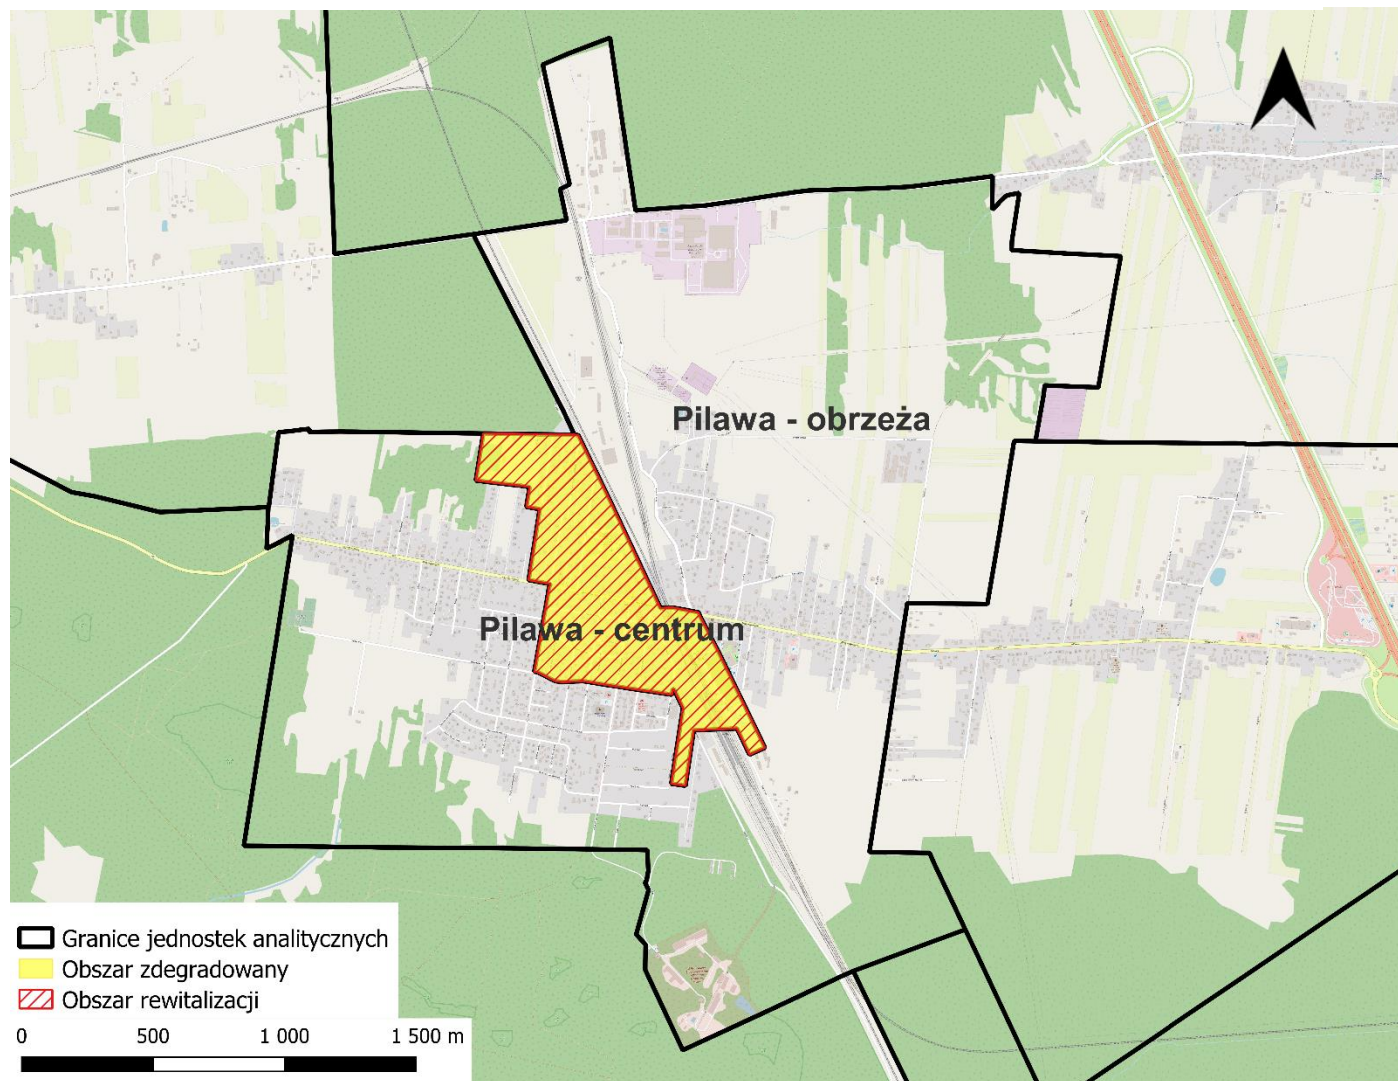 Pilawa - obrzeża
Pilawa - centrum
Granice jednostek analitycznych
Obszar zdegradowany
Obszar rewitalizacji
0 500 1 000 1 500 m